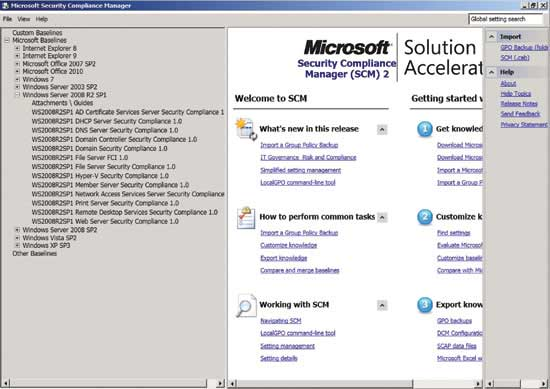 Microsoft Security Compliance Manager
File View Help
Global setting search
Custom Baselines
Microsoft Baselines
Internet Explorer 8
Internet Explorer 9
Microsoft Office 2007 SP2
Microsoft Office 2010
Windows 7
Windows Server 2003 SP2
Windows Server 2008 R2 SP1
Attachments \ Guides
WS2008R2SP1 AD Certificate Services Server Security Compliance 1
WS2008R2SP1 DHCP Server Security Compliance 1.0
WS2008R2SP1 DNS Server Security Compliance 1.0
WS2008R2SP1 Domain Controller Security Compliance 1.0
WS2008R2SP1 Domain Security Compliance 1.0
WS2008R2SP1 File Server FCI 1.0
WS2008R2SP1 File Server Security Compliance 1.0
WS2008R2SP1 Hyper-V Security Compliance 1.0
WS2008R2SP1 Member Server Security Compliance 1.0
WS2008R2SP1 Network Access Services Server Security Compliance
WS2008R2SP1 Print Server Security Compliance 1.0
WS2008R2SP1 Remote Desktop Services Security Compliance 1.0
WS2008R2SP1 Web Server Security Compliance 1.0
Windows Server 2008 SP2
Windows Vista SP2
Windows XP SP3
Other Baselines
Microsoft
Security Compliance
Manager (SCM) 2
Solution
Accelerat
Welcome to SCM
What's new in this release
Import a Group Policy Backup
IT Governance Risk and Compliance
Simplified setting management
LocalGPO command-line tool
How to perform common tasks
Import a Group Policy Backup
Customize knowledge
Export knowledge
Compare and merge baselines
Working with SCM
Navigating SCM
LocalGPO command-line tool
Setting management
Setting details
Getting started w
1 Get knowled
Download Micros
Download Micros
Import a Microso
2 Customize k
Find settings
Evaluate Microsof
Customize baselin
Compare with Mic
3 Export know
GPO backups
DCM Configuratio
SCAP data files
Microsoft Excel w
Import
GPO Backup (folde
SCM (.cab)
Help
About
Help Topics
Release Notes
Send Feedback
Privacy Statement